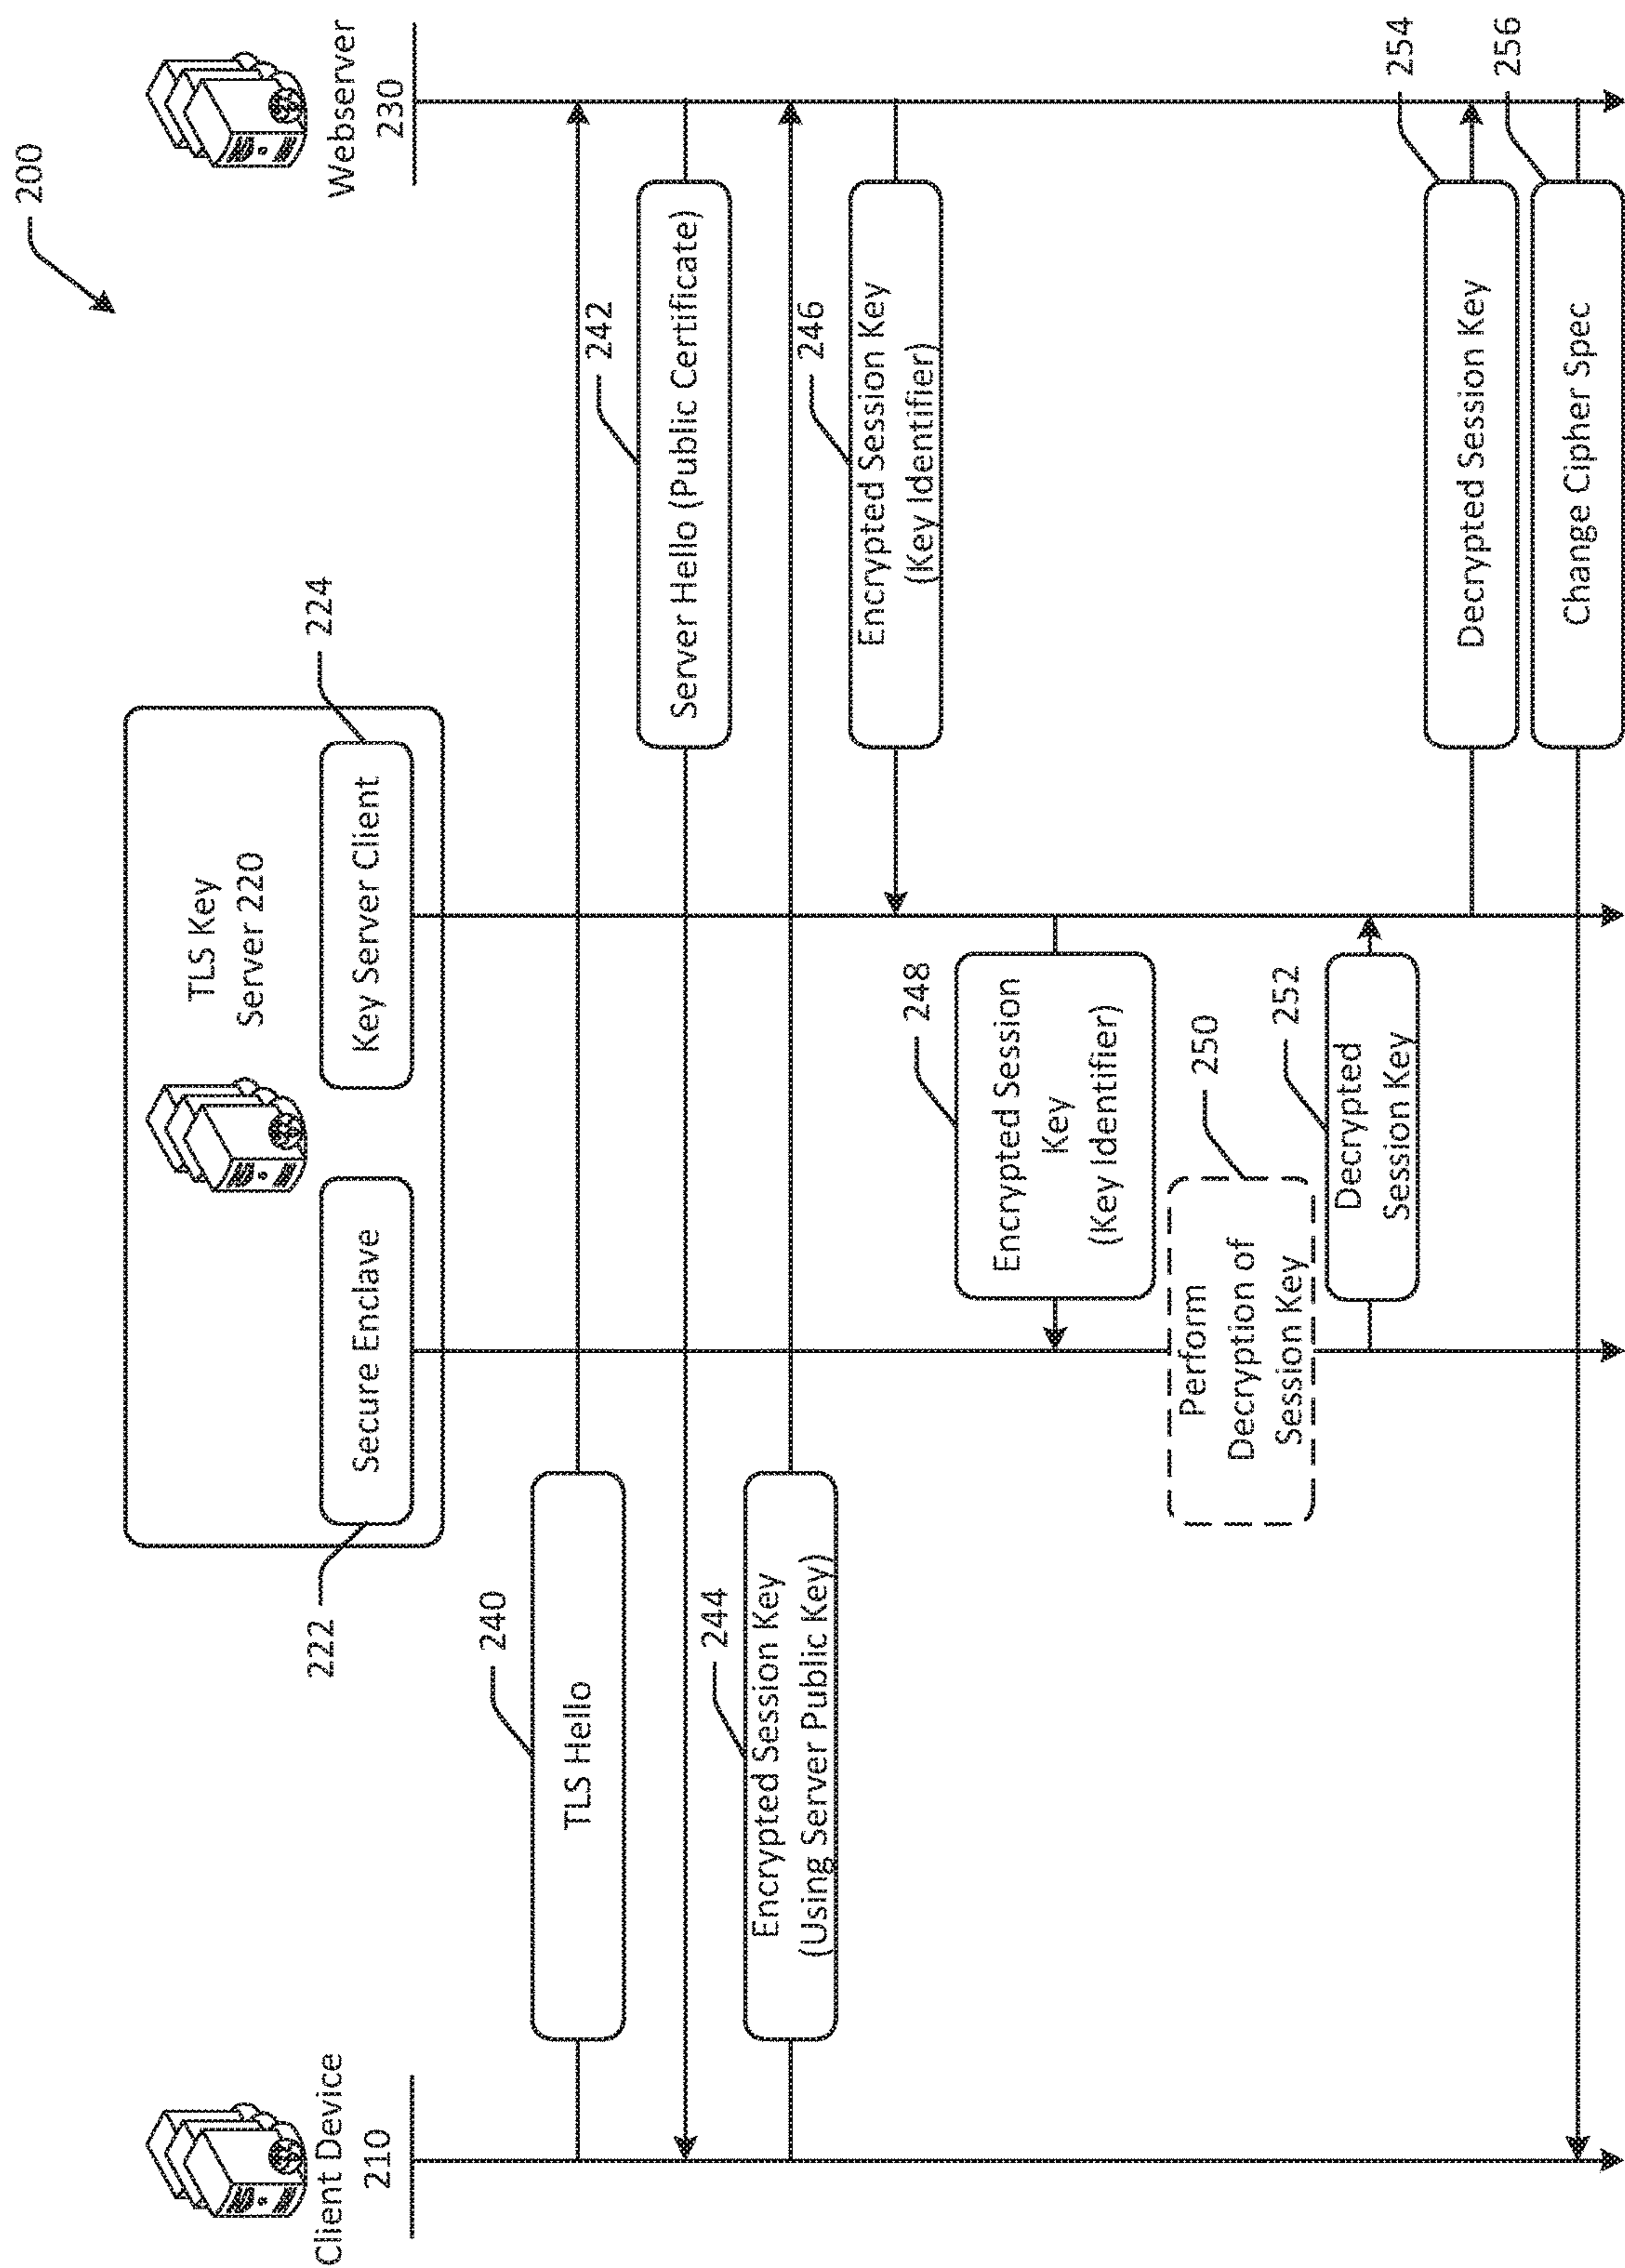 200
Client Device
210
TLS Key
Server 220
Secure Enclave
222
Key Server Client
224
Webserver
230
240
TLS Hello
242
Server Hello (Public Certificate)
244
Encrypted Session Key
(Using Server Public Key)
246
Encrypted Session Key
(Key Identifier)
248
Encrypted Session
Key
(Key Identifier)
250
Perform
Decryption of
Session Key
252
Decrypted
Session Key
254
Decrypted Session Key
256
Change Cipher Spec